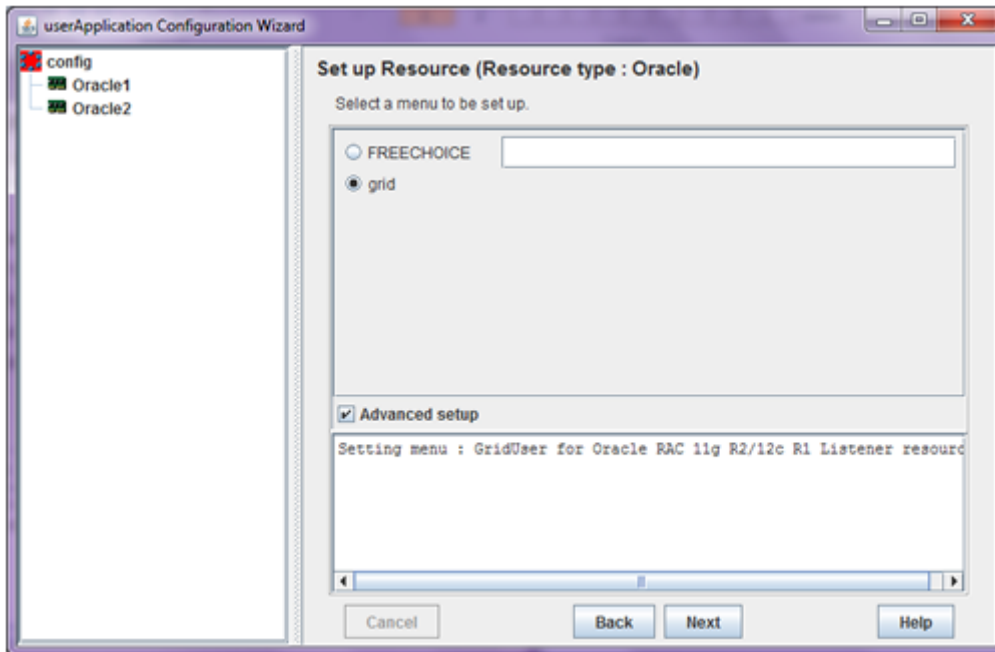 userApplication Configuration Wizard
config
Oracle1
Oracle2
Set up Resource (Resource type : Oracle)
Select a menu to be set up.
FREECHOICE
grid
Advanced setup
Setting menu : GridUser for Oracle RAC 11g R2/12c R1 Listener resourc
Cancel Back Next Help